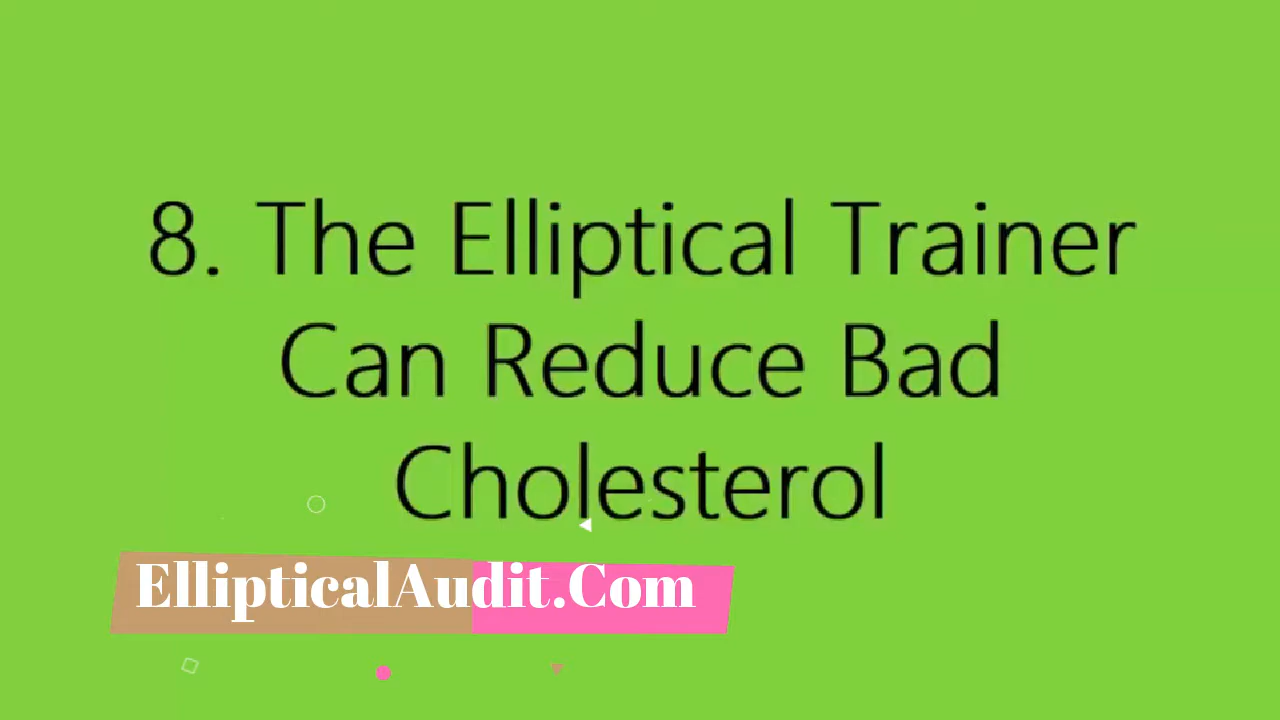 8. The Elliptical Trainer
Can Reduce Bad
Cholesterol
EllipticalAudit.Com